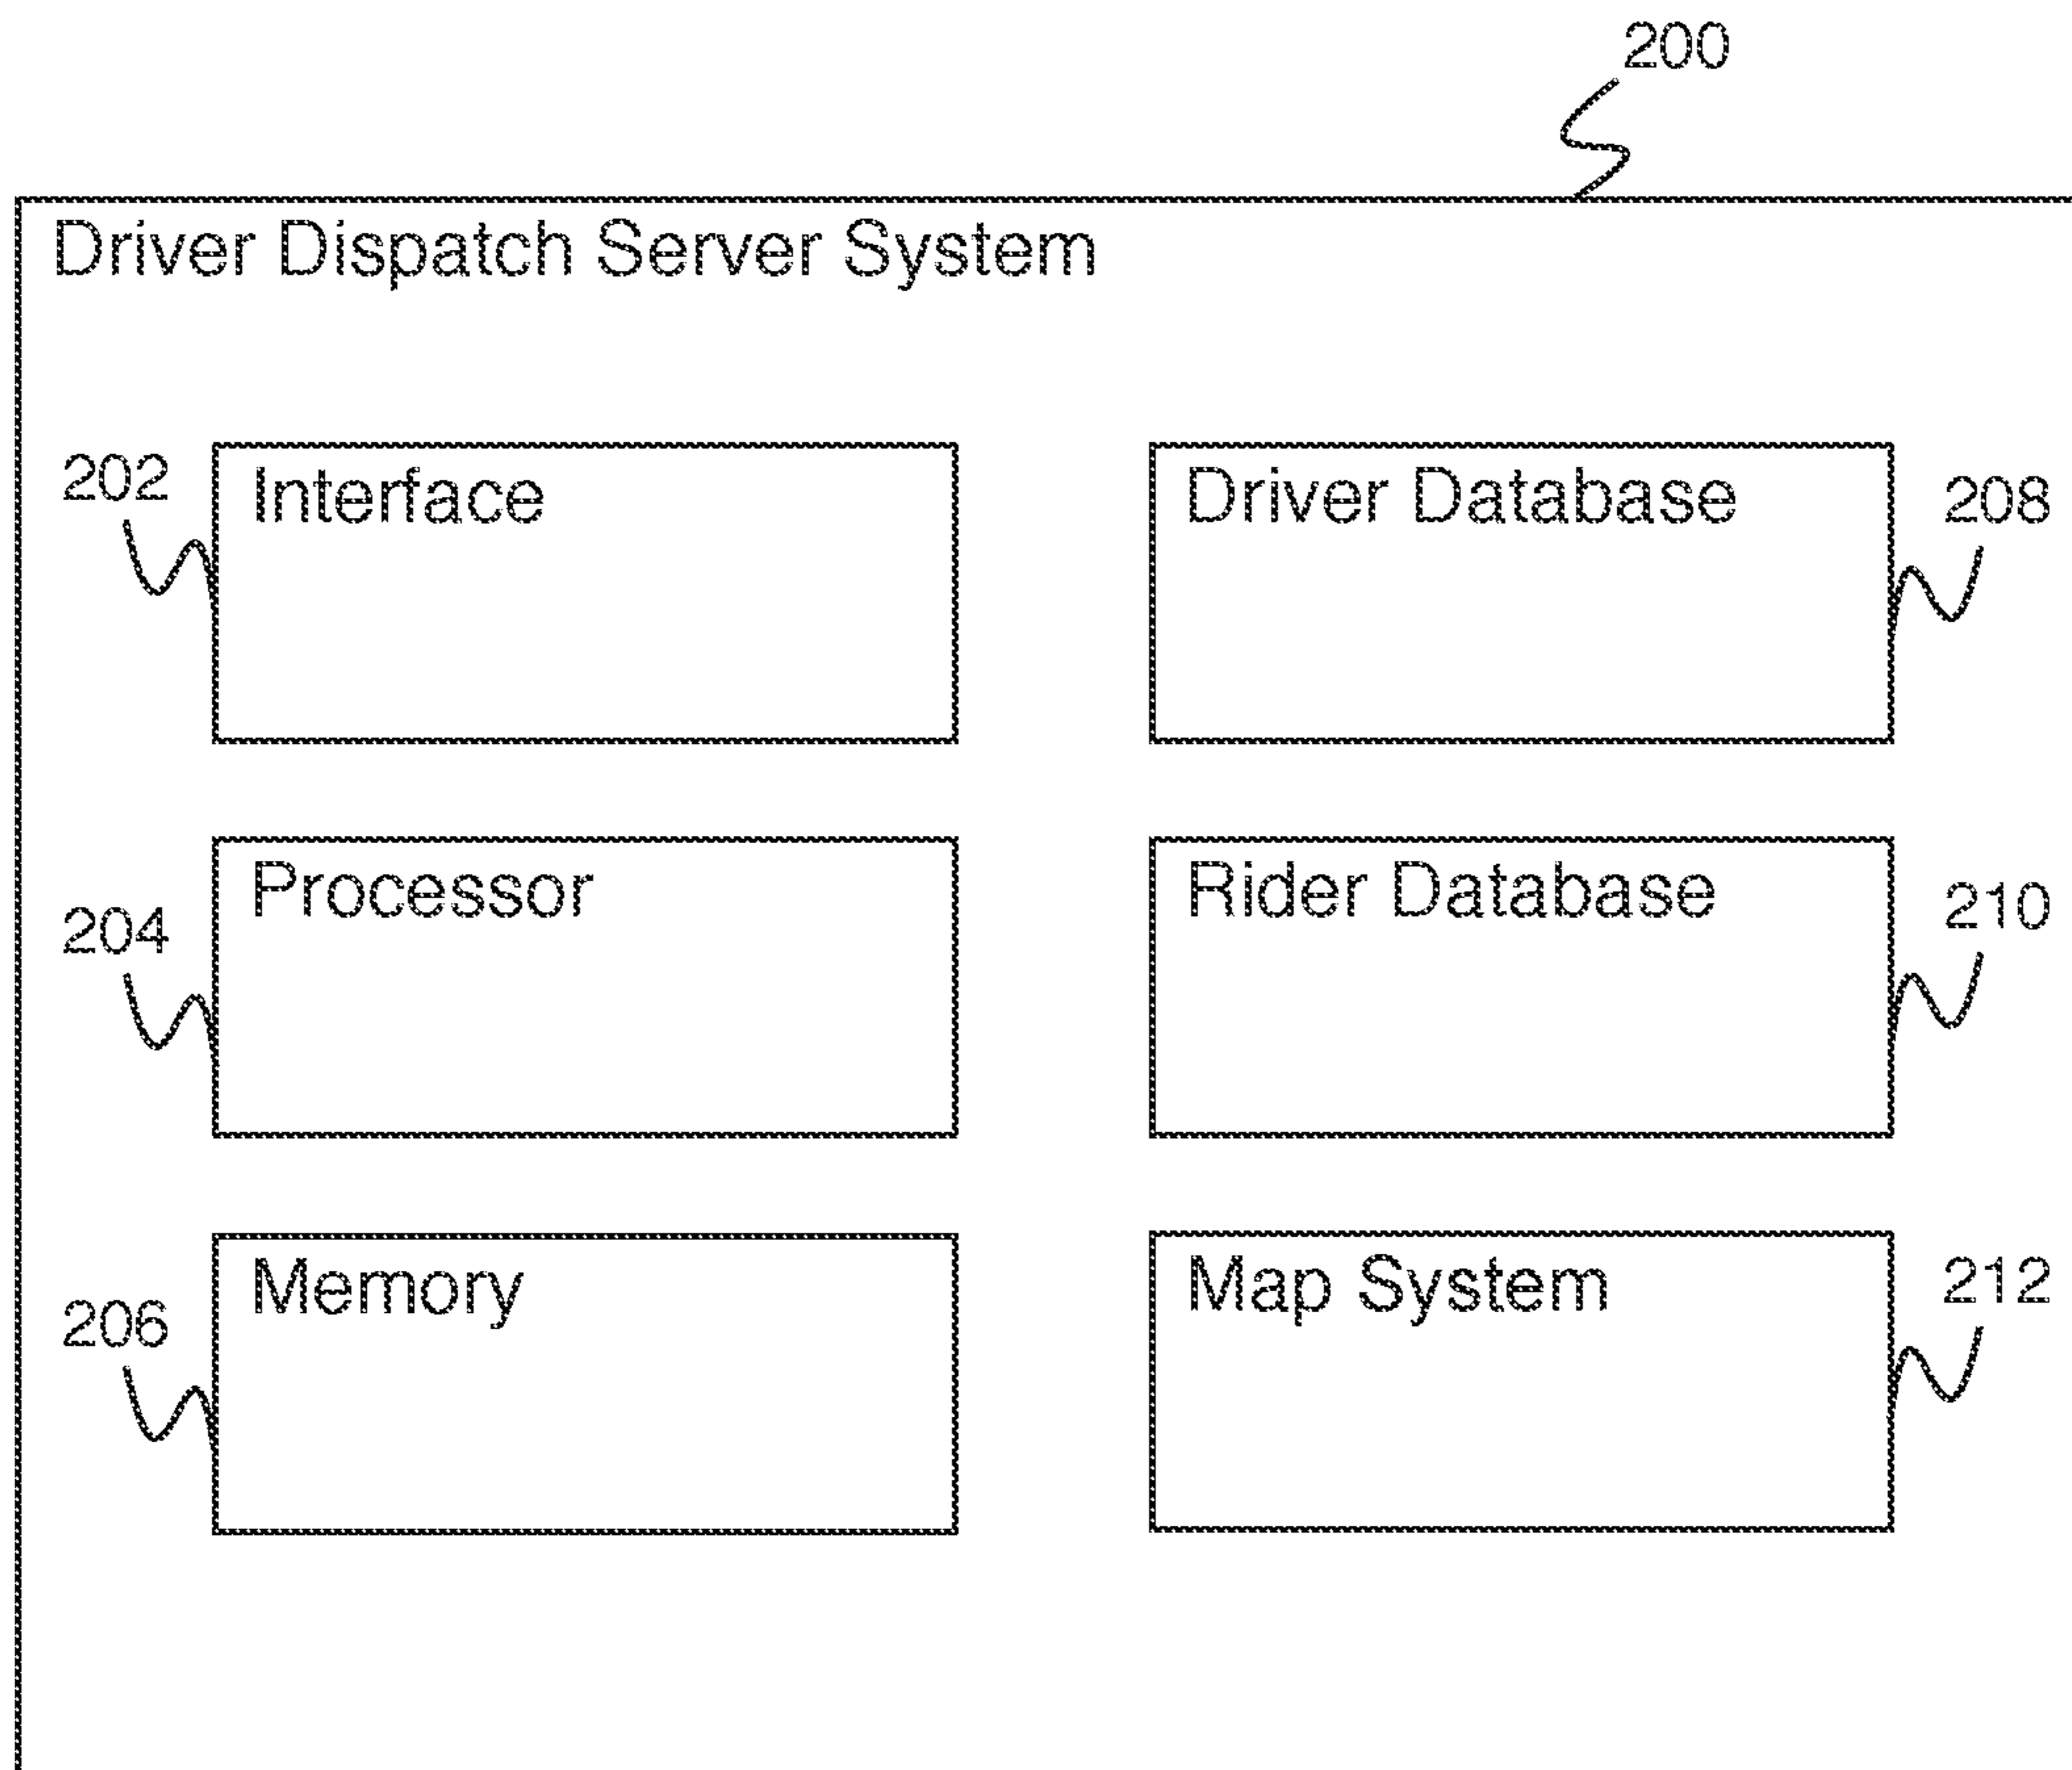 200
Driver Dispatch Server System
202
Interface
Driver Database
208
204
Processor
Rider Database
210
206
Memory
Map System
212